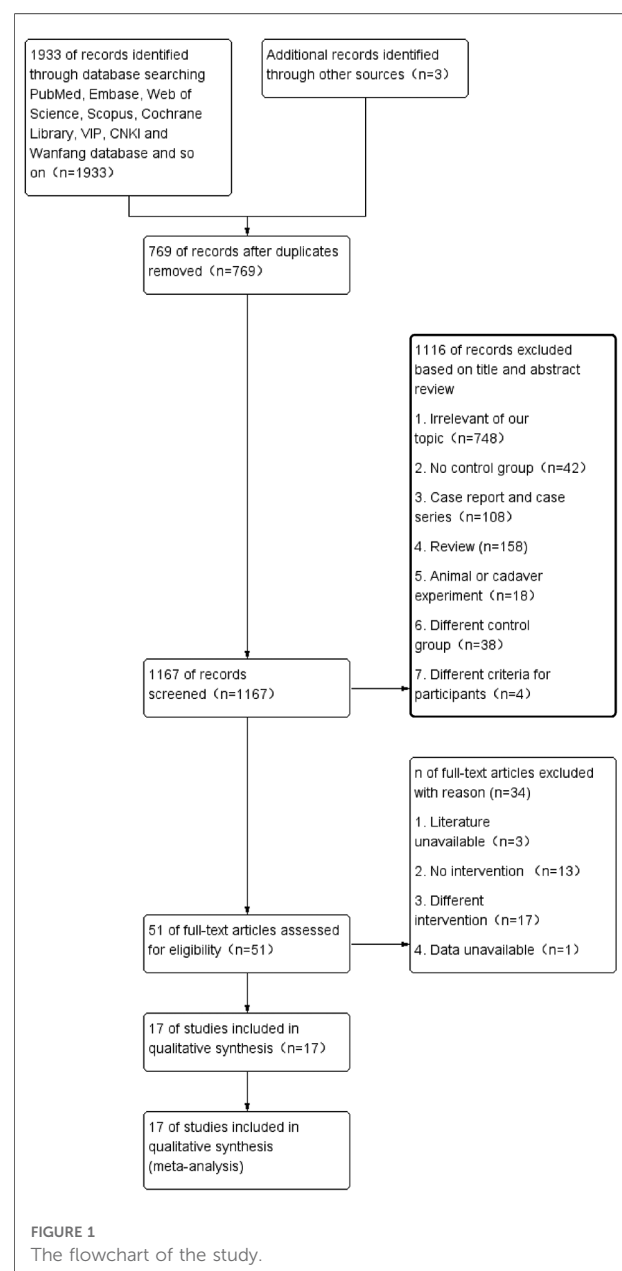 1933 of records identified
through database searching
PubMed, Embase, Web of
Science, Scopus, Cochrane
Library, VIP, CNKI and
Wanfang database and so
on（n=1933）
Additional records identified
through other sources（n=3）
769 of records after duplicates
removed（n=769）
1116 of records excluded
based on title and abstract
review
1. Irrelevant of our
topic（n=748）
2. No control group（n=42）
3. Case report and case
series（n=108）
4. Review (n=158)
5. Animal or cadaver
experiment（n=18）
6. Different control
group（n=38）
7. Different criteria for
participants（n=4）
1167 of records
screened（n=1167）
n of full-text articles excluded
with reason (n=34)
1. Literature
unavailable（n=3）
2. No intervention （n=13）
3. Different
intervention（n=17）
4. Data unavailable（n=1）
51 of full-text articles assessed
for eligibility（n=51）
17 of studies included in
qualitative synthesis（n=17）
17 of studies included in
qualitative synthesis
(meta-analysis)
FIGURE 1
The flowchart of the study.